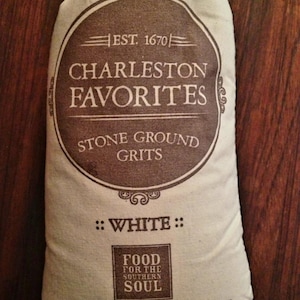 EST. 1670
CHARLESTON
FAVORITES
STONE GROUND
GRITS
:: WHITE ::
FOOD
FOR THE
SOUTHERN
SOUL